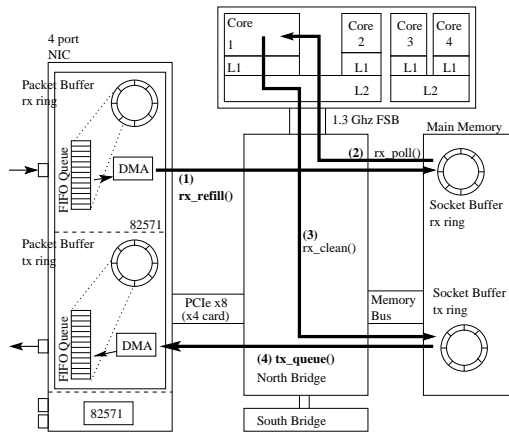 4 port
NIC
Packet Buffer
rx ring
FIFO Queue
DMA
82571
Packet Buffer
tx ring
FIFO Queue
DMA
82571
Core
1
Core
2
Core
3
Core
4
L1
L1
L1
L1
L2
L2
1.3 Ghz FSB
Main Memory
(2)
rx_poll()
(1)
rx_refill()
Socket Buffer
rx ring
(3)
rx_clean()
PCIe x8
(x4 card)
Memory
Bus
Socket Buffer
tx ring
(4) tx_queue()
North Bridge
South Bridge